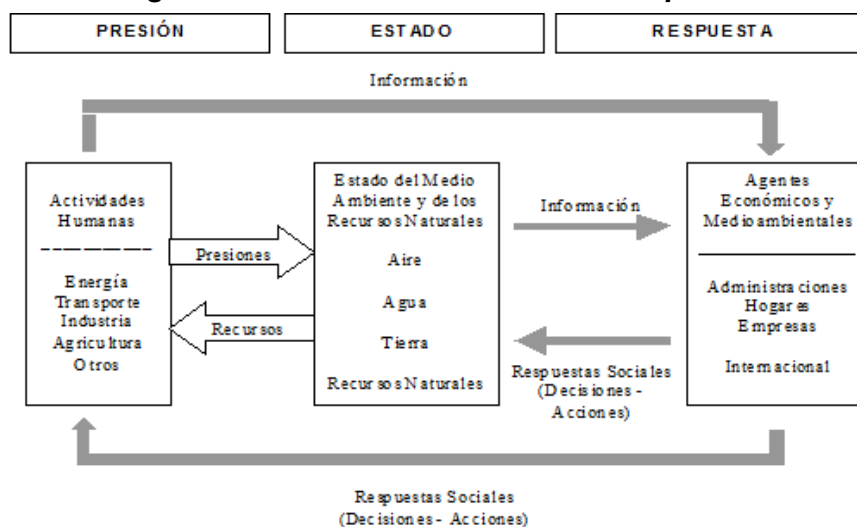 PRESIÓN
ESTADO
RESPUESTA
Información
Actividades
Humanas
Energía
Transporte
Industria
Agricultura
Otros
Presiones
Recursos
Estado del Medio
Ambiente y de los
Recursos Naturales
Aire
Agua
Tierra
Recursos Naturales
Información
Respuestas Sociales
(Decisiones -
Acciones)
Agentes
Económicos y
Medioambientales
Administraciones
Hogares
Empresas
Internacional
Respuestas Sociales
(Decisiones - Acciones)